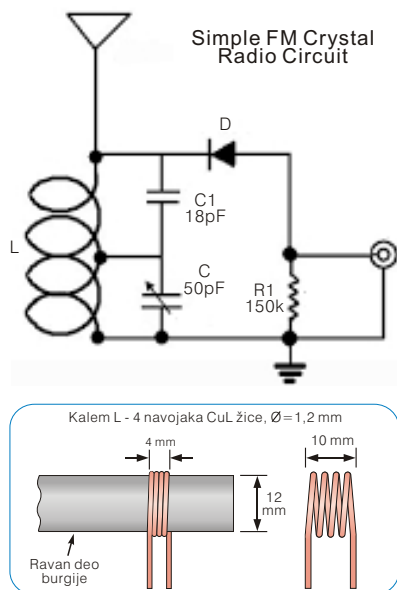 Simple FM Crystal
Radio Circuit
D
C1
18pF
L
C
50pF
R1
150k
Kalem L - 4 navojaka CuL žice, Ø=1,2 mm
4 mm
10 mm
12
mm
Ravan deo
burgije